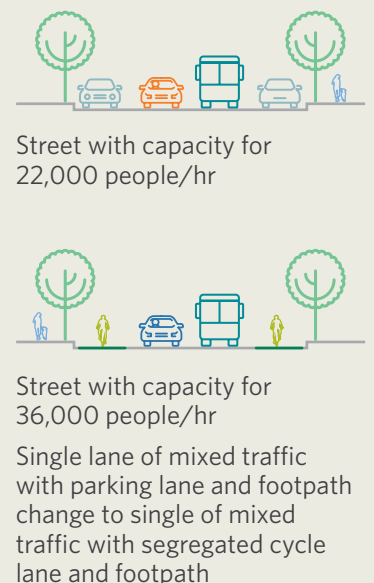 Street with capacity for
22,000 people/hr
Street with capacity for
36,000 people/hr
Single lane of mixed traffic
with parking lane and footpath
change to single of mixed
traffic with segregated cycle
lane and footpath